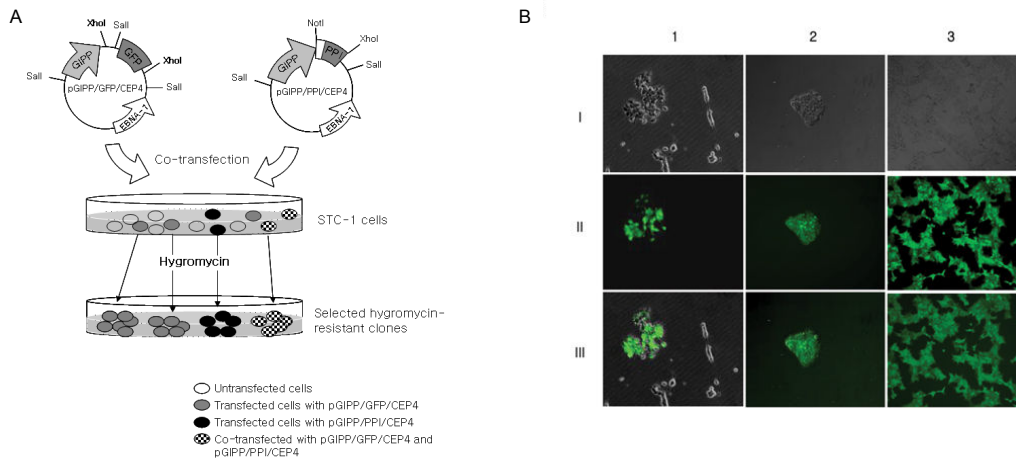 A
XhoI
SalI
GIPP
GFP
XhoI
SalI
SalI
pGIPP/GFP/CEP4
EBNA-1
NotI
GIPP
PPI
XhoI
SalI
SalI
pGIPP/PPI/CEP4
EBNA-1
Co-transfection
STC-1 cells
Hygromycin
Selected hygromycin-
resistant clones
Untransfected cells
Transfected cells with pGIPP/GFP/CEP4
Transfected cells with pGIPP/PPI/CEP4
Co-transfected with pGIPP/GFP/CEP4 and
pGIPP/PPI/CEP4
B
1 2 3
I
II
III